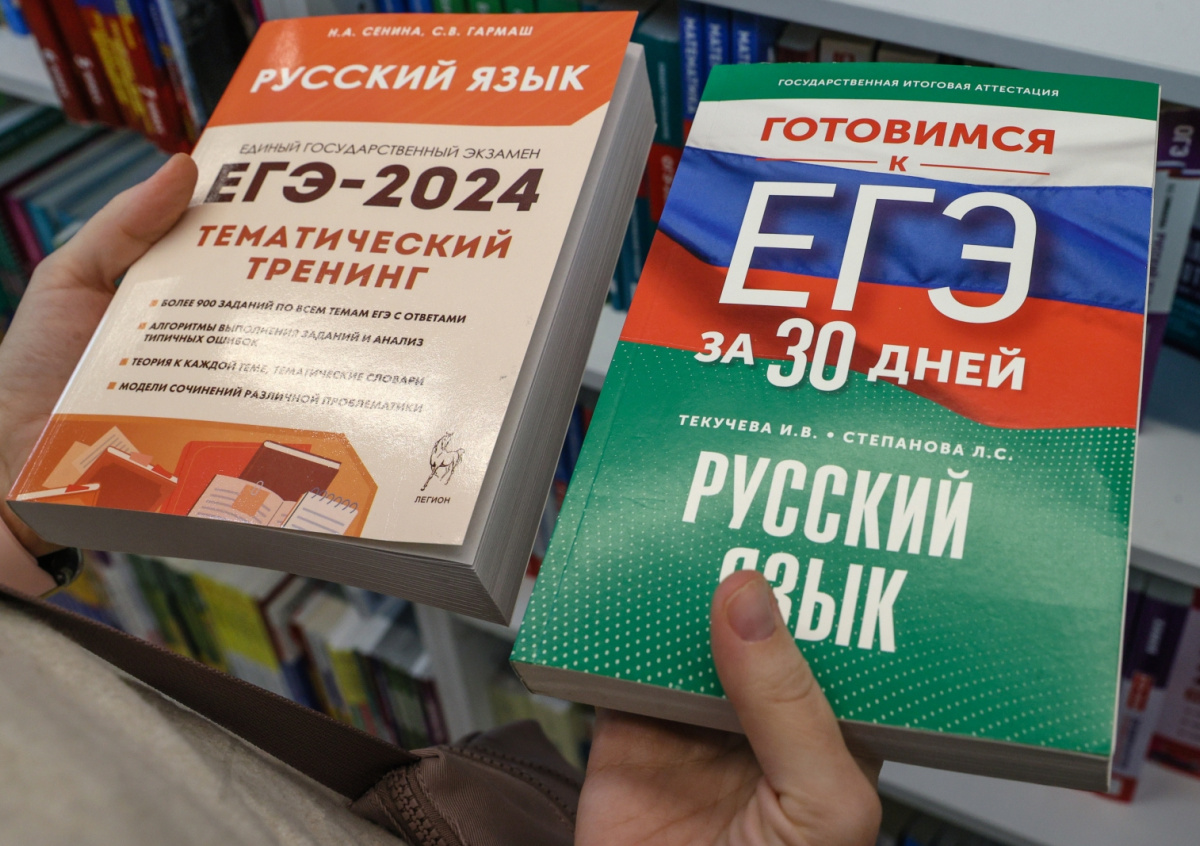 Н.А. СЕНИНА, С.В. ГАРМАШ
РУССКИЙ ЯЗЫК
ЕДИНЫЙ ГОСУДАРСТВЕННЫЙ ЭКЗАМЕН
ЕГЭ-2024
ТЕМАТИЧЕСКИЙ
ТРЕНИНГ
БОЛЕЕ 900 ЗАДАНИЙ ПО ВСЕМ ТЕМАМ ЕГЭ С ОТВЕТАМИ
АЛГОРИТМЫ ВЫПОЛНЕНИЯ ЗАДАНИЙ И АНАЛИЗ
ТИПИЧНЫХ ОШИБОК
ТЕОРИЯ К КАЖДОЙ ТЕМЕ, ТЕМАТИЧЕСКИЕ СЛОВАРИ
МОДЕЛИ СОЧИНЕНИЙ РАЗЛИЧНОЙ ПРОБЛЕМАТИКИ
ЛЕГИОН
ГОСУДАРСТВЕННАЯ ИТОГОВАЯ АТТЕСТАЦИЯ
ГОТОВИМСЯ
К
ЕГЭ
ЗА 30 ДНЕЙ
ТЕКУЧЕВА И.В. • СТЕПАНОВА Л.С.
РУССКИЙ
ЯЗЫК
МАТЕМАТИКА
ОГЭ